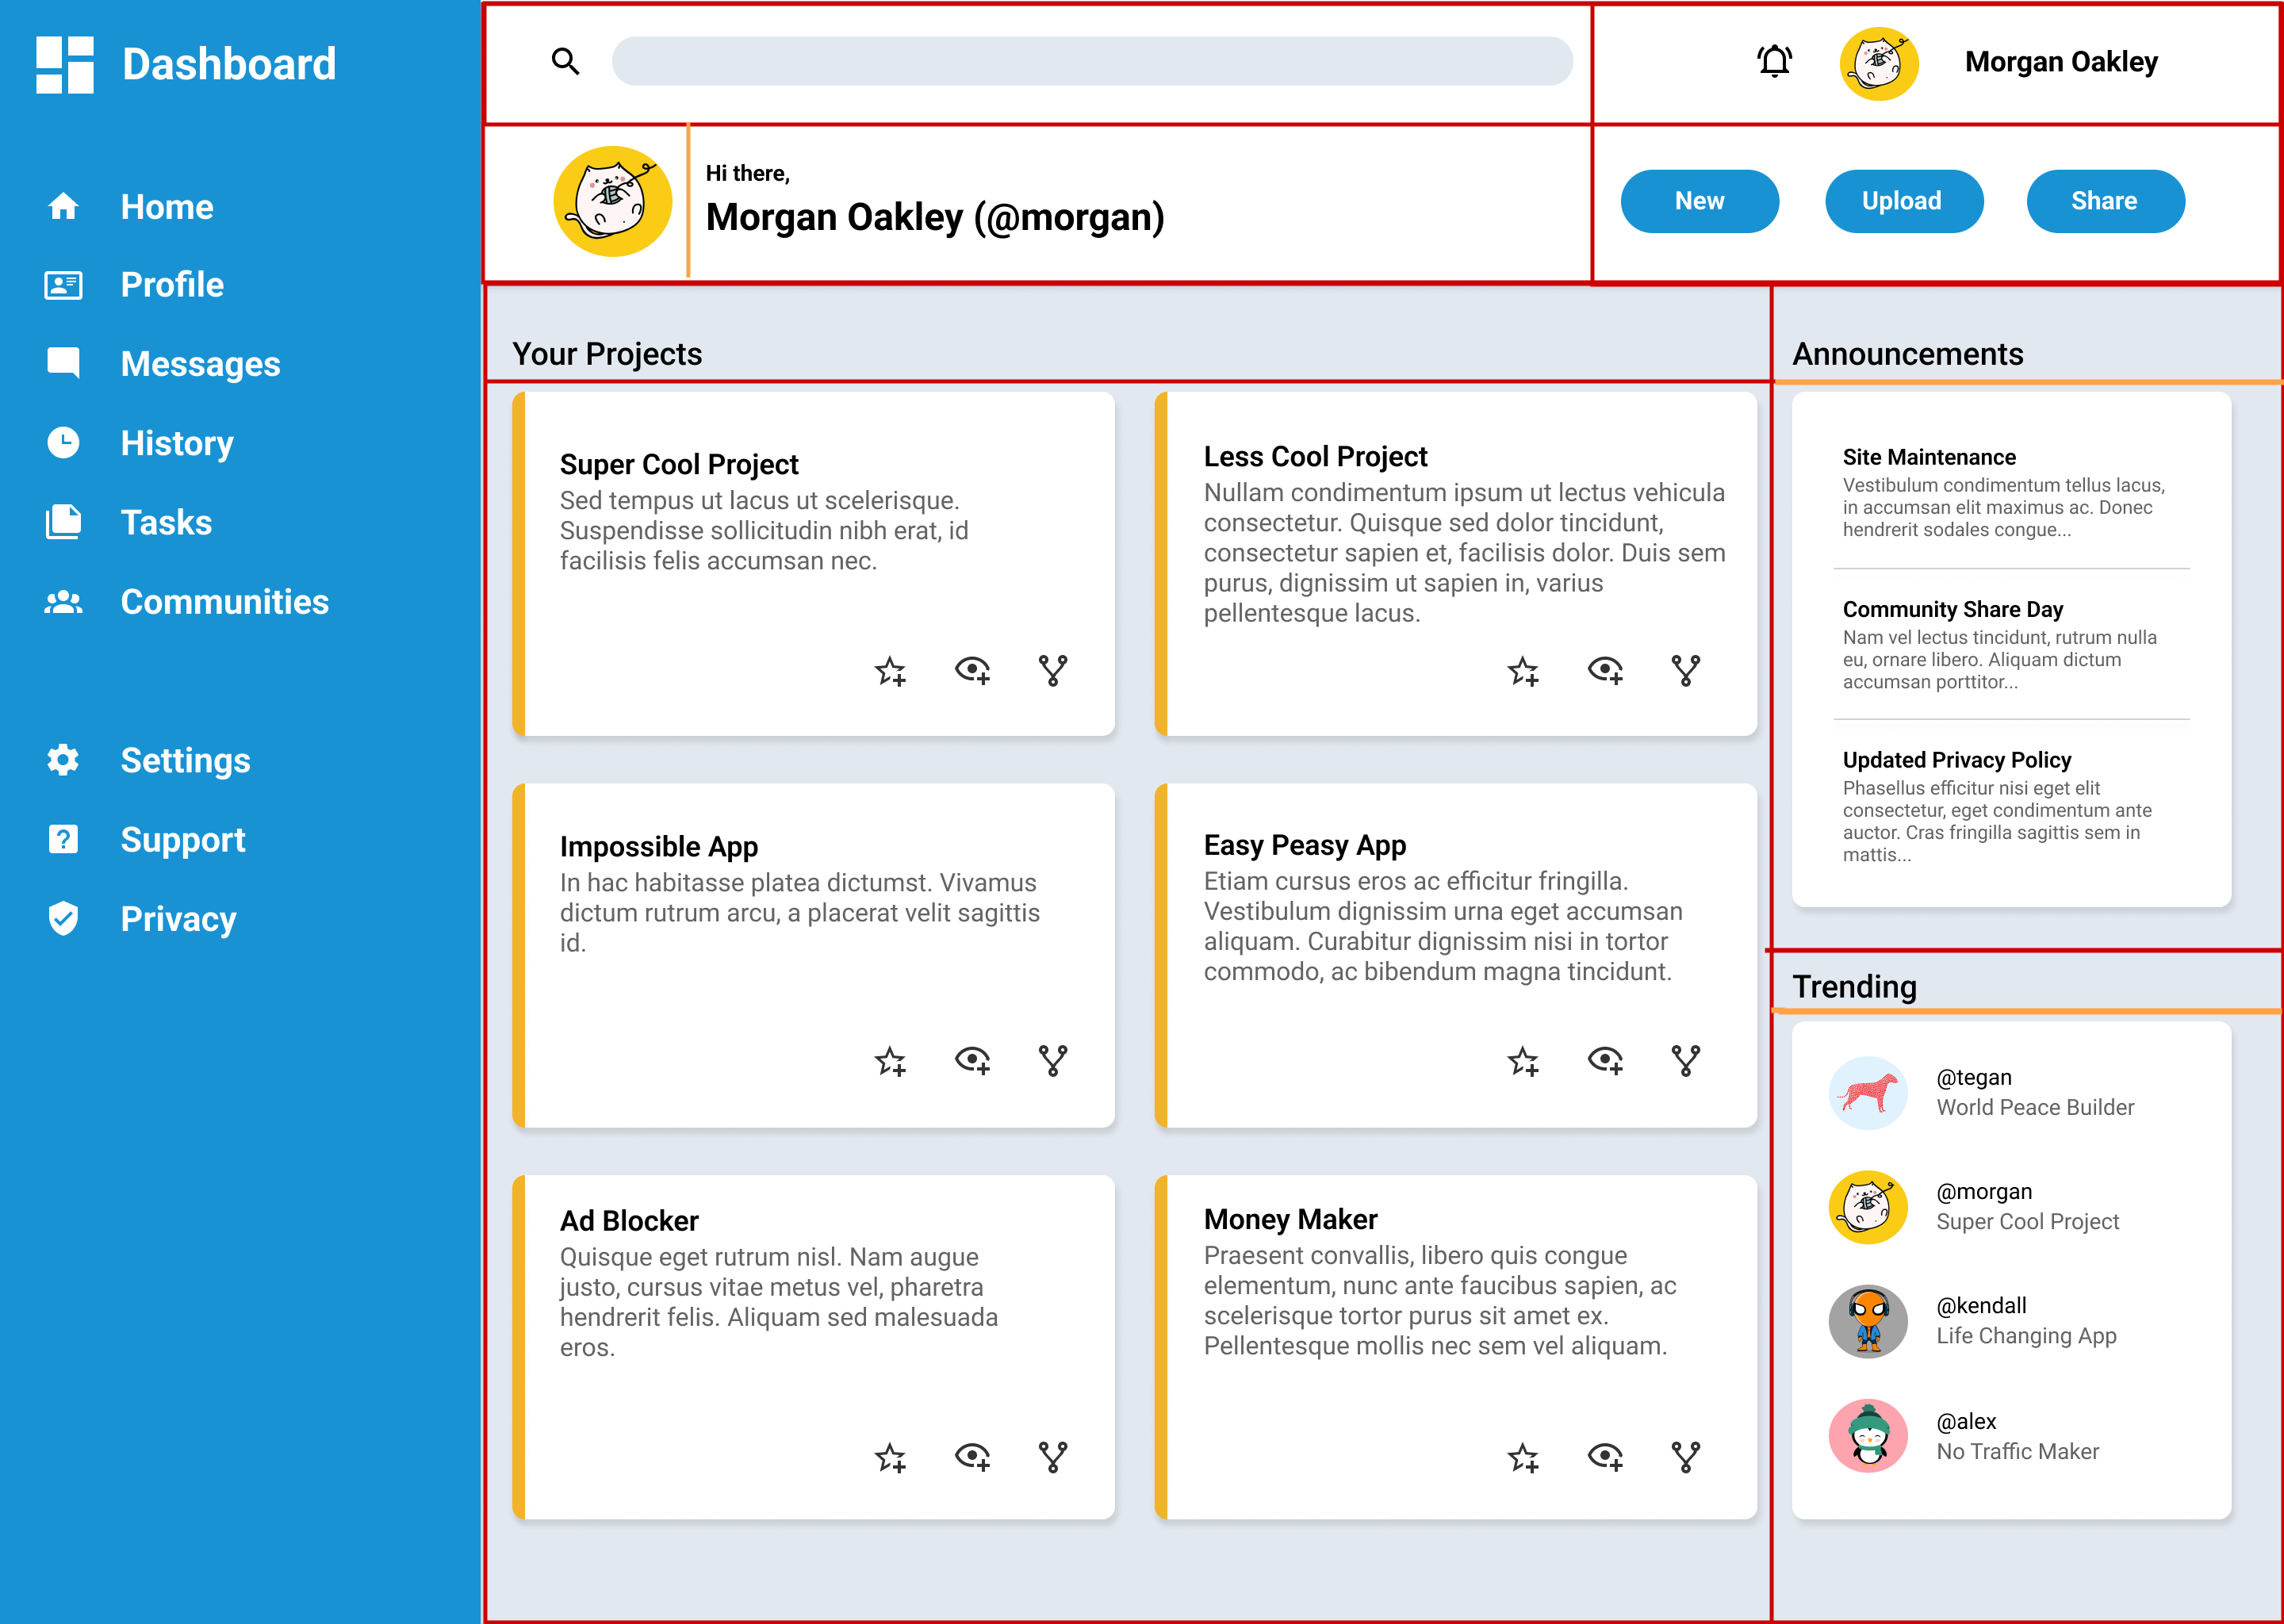 Dashboard
Home
Profile
Messages
History
Tasks
Communities
Settings
Support
Privacy
Morgan Oakley
Hi there,
Morgan Oakley (@morgan)
New
Upload
Share
Your Projects
Super Cool Project
Sed tempus ut lacus ut scelerisque.
Suspendisse sollicitudin nibh erat, id
facilisis felis accumsan nec.
Less Cool Project
Nullam condimentum ipsum ut lectus vehicula
consectetur. Quisque sed dolor tincidunt,
consectetur sapien et, facilisis dolor. Duis sem
purus, dignissim ut sapien in, varius
pellentesque lacus.
Impossible App
In hac habitasse platea dictumst. Vivamus
dictum rutrum arcu, a placerat velit sagittis
id.
Easy Peasy App
Etiam cursus eros ac efficitur fringilla.
Vestibulum dignissim urna eget accumsan
aliquam. Curabitur dignissim nisi in tortor
commodo, ac bibendum magna tincidunt.
Ad Blocker
Quisque eget rutrum nisl. Nam augue
justo, cursus vitae metus vel, pharetra
hendrerit felis. Aliquam sed malesuada
eros.
Money Maker
Praesent convallis, libero quis congue
elementum, nunc ante faucibus sapien, ac
scelerisque tortor purus sit amet ex.
Pellentesque mollis nec sem vel aliquam.
Announcements
Site Maintenance
Vestibulum condimentum tellus lacus,
in accumsan elit maximus ac. Donec
hendrerit sodales congue...
Community Share Day
Nam vel lectus tincidunt, rutrum nulla
eu, ornare libero. Aliquam dictum
accumsan porttitor...
Updated Privacy Policy
Phasellus efficitur nisi eget elit
consectetur, eget condimentum ante
auctor. Cras fringilla sagittis sem in
mattis...
Trending
@tegan
World Peace Builder
@morgan
Super Cool Project
@kendall
Life Changing App
@alex
No Traffic Maker